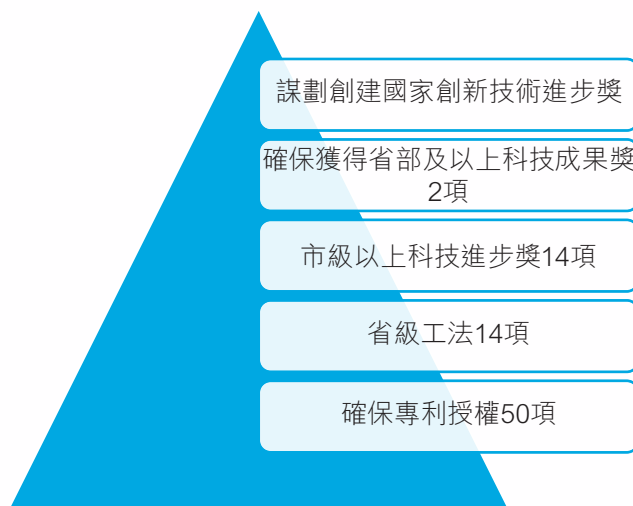 謀劃創建國家創新技術進步獎
確保獲得省部及以上科技成果獎
2項
市級以上科技進步獎14項
省級工法14項
確保專利授權50項